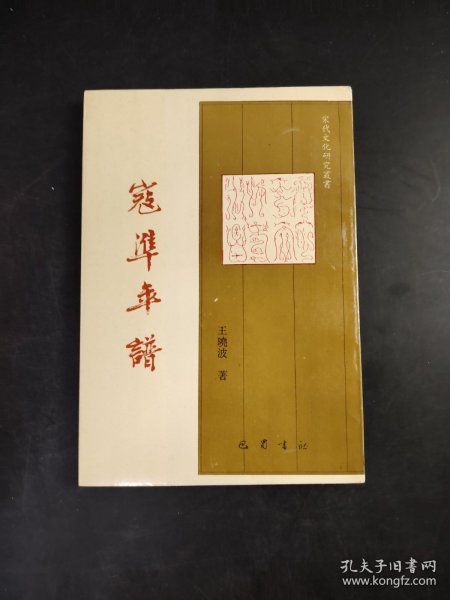 宋代文化研究叢書
寇準年譜
王曉波 著
巴蜀書社
孔夫子旧书网
www.kongfz.com